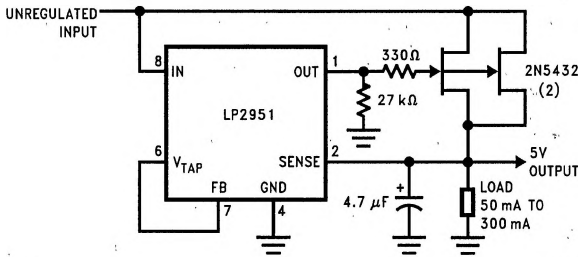 UNREGULATED
INPUT
8
IN
OUT
1
330Ω
2N5432
(2)
27 kΩ
LP2951
6
V_TAP
SENSE
2
5V
OUTPUT
FB
GND
7
4
4.7 µF
+
LOAD
50 mA TO
300 mA